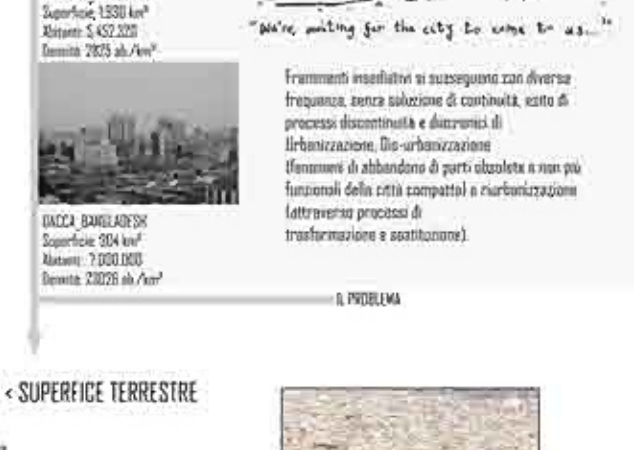 Superficie: 1.930 km²
Abitanti: 5.452.320
Densità: 2825 ab./km²
"We're waiting for the city to come to us..."
Frammenti insediativi si susseguono con diversa
frequenza, senza soluzione di continuità, esito di
processi discontinuità e diacronici di
Urbanizzazione, Dis-urbanizzazione
(fenomeni di abbandono di parti obsolete e non più
funzionali della città compatta) e riurbanizzazione
(attraverso processi di
trasformazione e sostituzione).
DACCA_BANGLADESH
Superficie: 304 km²
Abitanti: 7.000.000
Densità: 23026 ab./km²
IL PROBLEMA
< SUPERFICE TERRESTRE